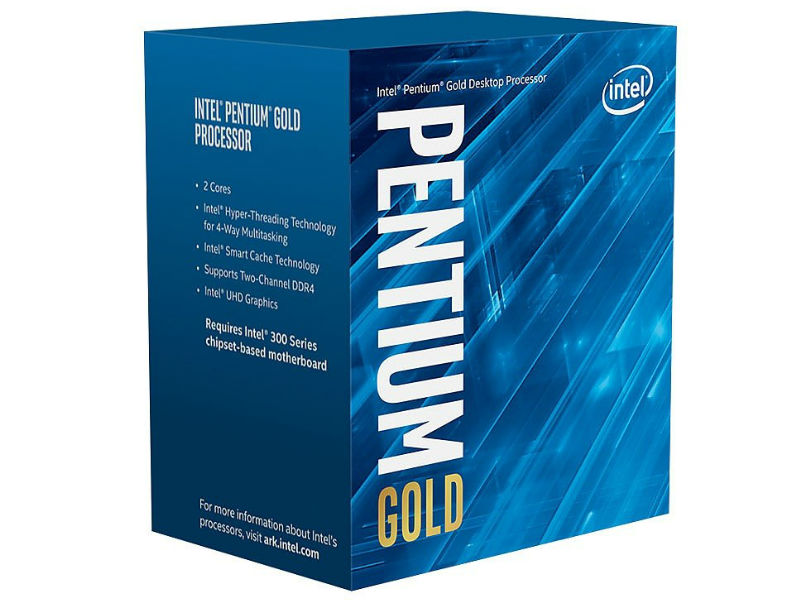 INTEL® PENTIUM® GOLD
PROCESSOR
• 2 Cores
• Intel® Hyper-Threading Technology
for 4-Way Multitasking
• Intel® Smart Cache Technology
• Supports Two-Channel DDR4
• Intel® UHD Graphics
Requires Intel® 300 Series
chipset-based motherboard
For more information about Intel's
processors, visit ark.intel.com
Intel® Pentium® Gold Desktop Processor
intel®
PENTIUM
GOLD